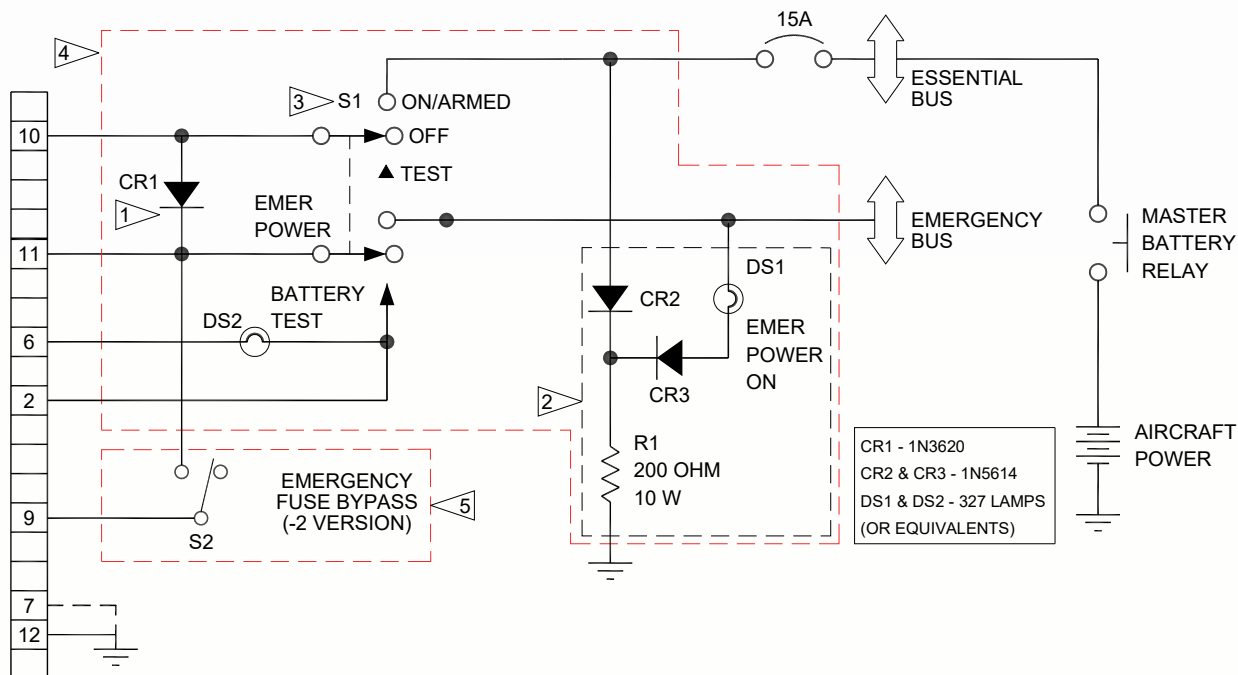 15A
4
ESSENTIAL
BUS
3
S1
ON/ARMED
10
OFF
TEST
CR1
1
EMER
POWER
EMERGENCY
BUS
MASTER
BATTERY
RELAY
11
DS1
CR2
BATTERY
TEST
DS2
EMER
POWER
ON
6
CR3
2
2
R1
200 OHM
10 W
CR1 - 1N3620
CR2 & CR3 - 1N5614
DS1 & DS2 - 327 LAMPS
(OR EQUIVALENTS)
AIRCRAFT
POWER
EMERGENCY
FUSE BYPASS
(-2 VERSION)
5
9
S2
7
12